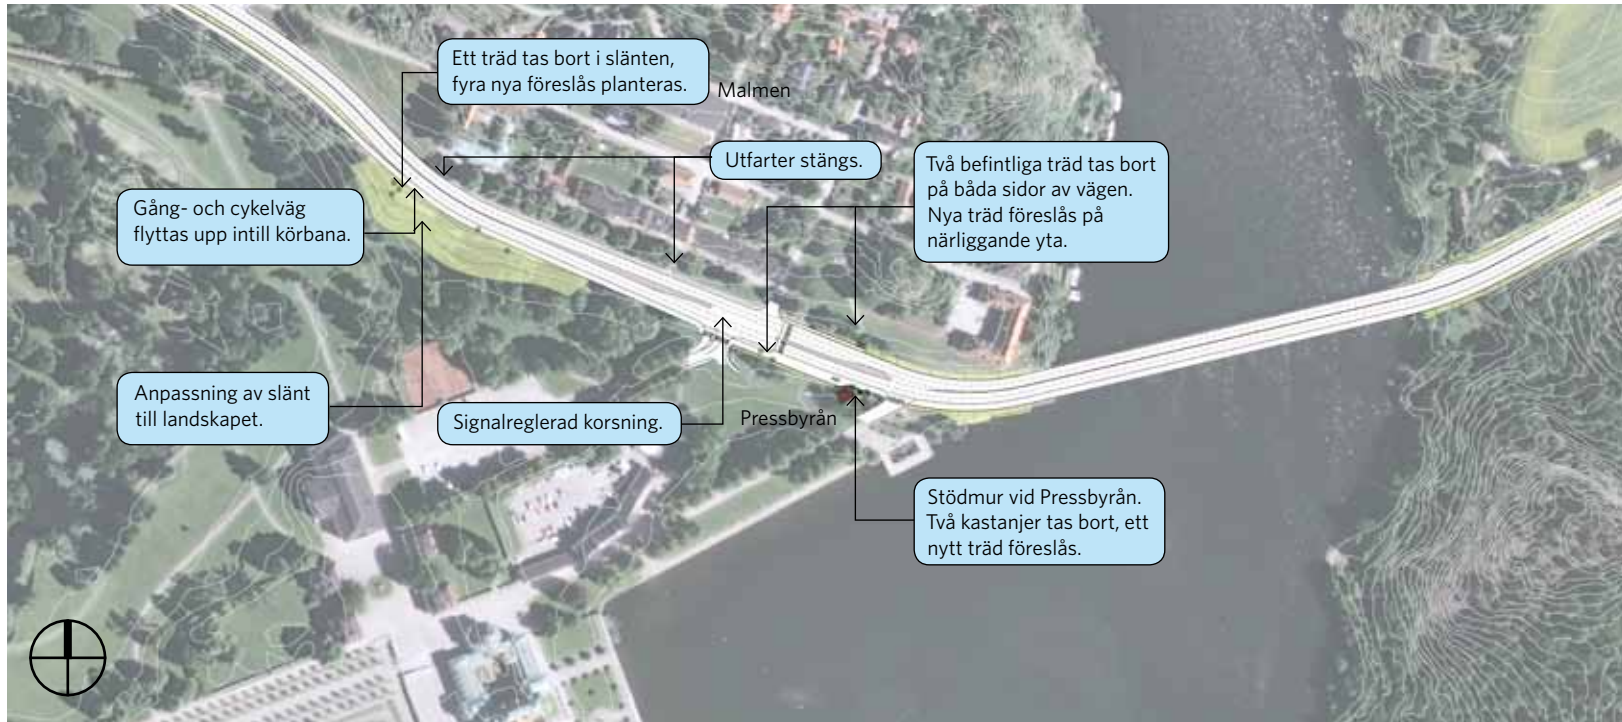 Ett träd tas bort i slänten,
fyra nya föreslås planteras.
Malmen
Utfarter stängs.
Två befintliga träd tas bort
på båda sidor av vägen.
Nya träd föreslås på
närliggande yta.
Gång- och cykelväg
flyttas upp intill körbana.
Anpassning av slänt
till landskapet.
Signalreglerad korsning.
Pressbyrån
Stödmur vid Pressbyrån.
Två kastanjer tas bort, ett
nytt träd föreslås.